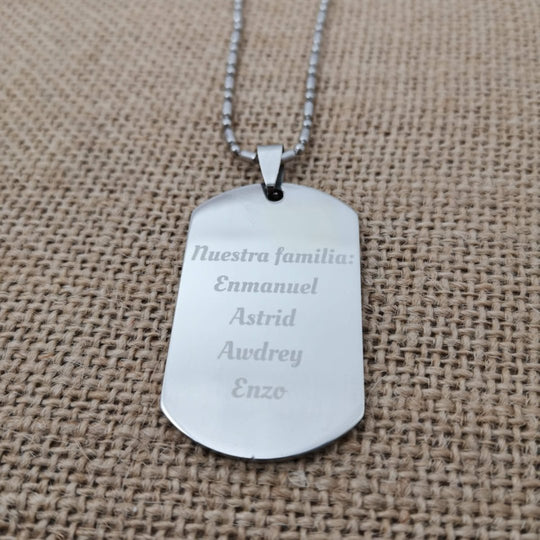 Nuestra familia:
Enmanuel
Astrid
Awdrey
Enzo